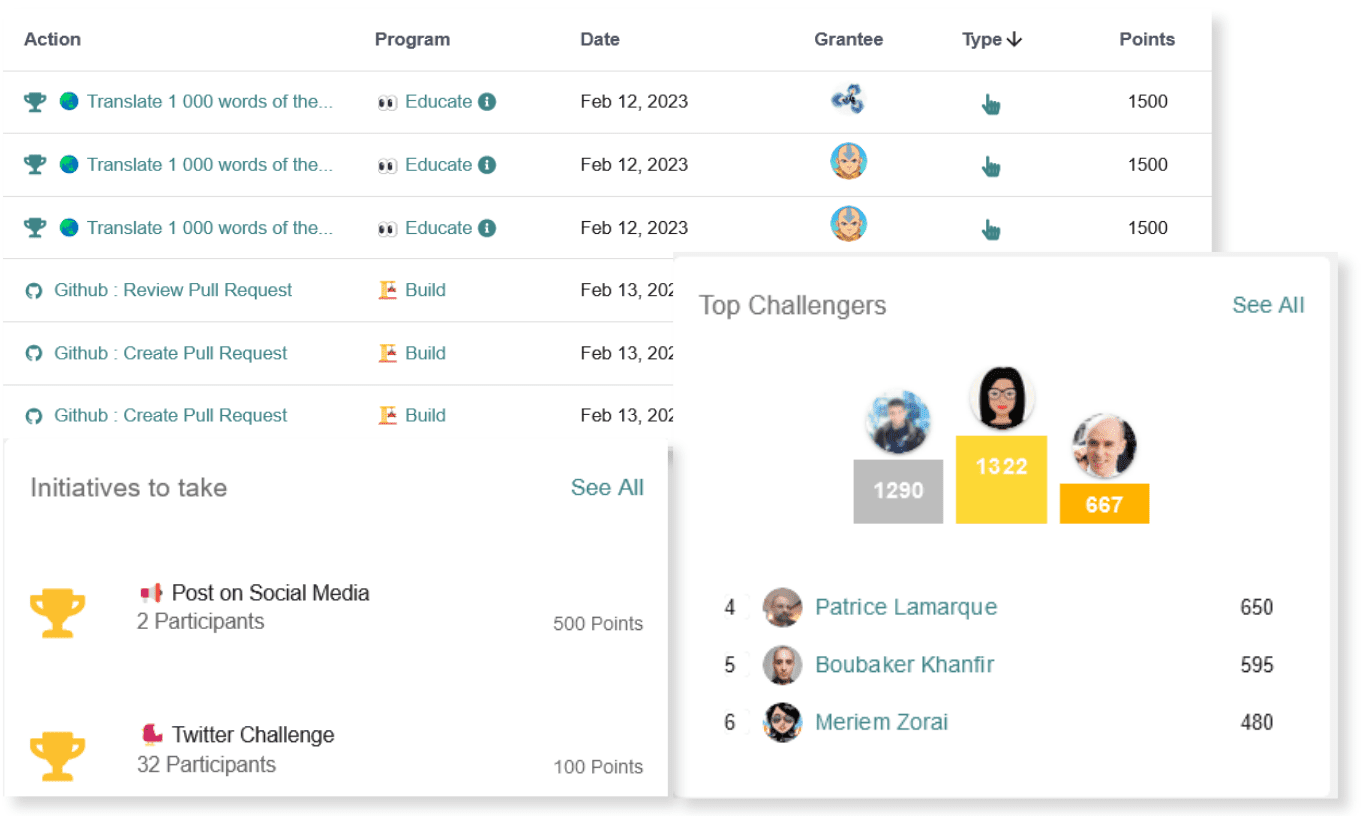 Action Program Date Grantee Type Points
Translate 1 000 words of the... Educate Feb 12, 2023 1500
Translate 1 000 words of the... Educate Feb 12, 2023 1500
Translate 1 000 words of the... Educate Feb 12, 2023 1500
Github : Review Pull Request Build Feb 13, 202
Github : Create Pull Request Build Feb 13, 202
Github : Create Pull Request Build Feb 13, 202
Initiatives to take See All
Post on Social Media
2 Participants 500 Points
Twitter Challenge
32 Participants 100 Points
Top Challengers See All
1290 1322 667
4 Patrice Lamarque 650
5 Boubaker Khanfir 595
6 Meriem Zorai 480